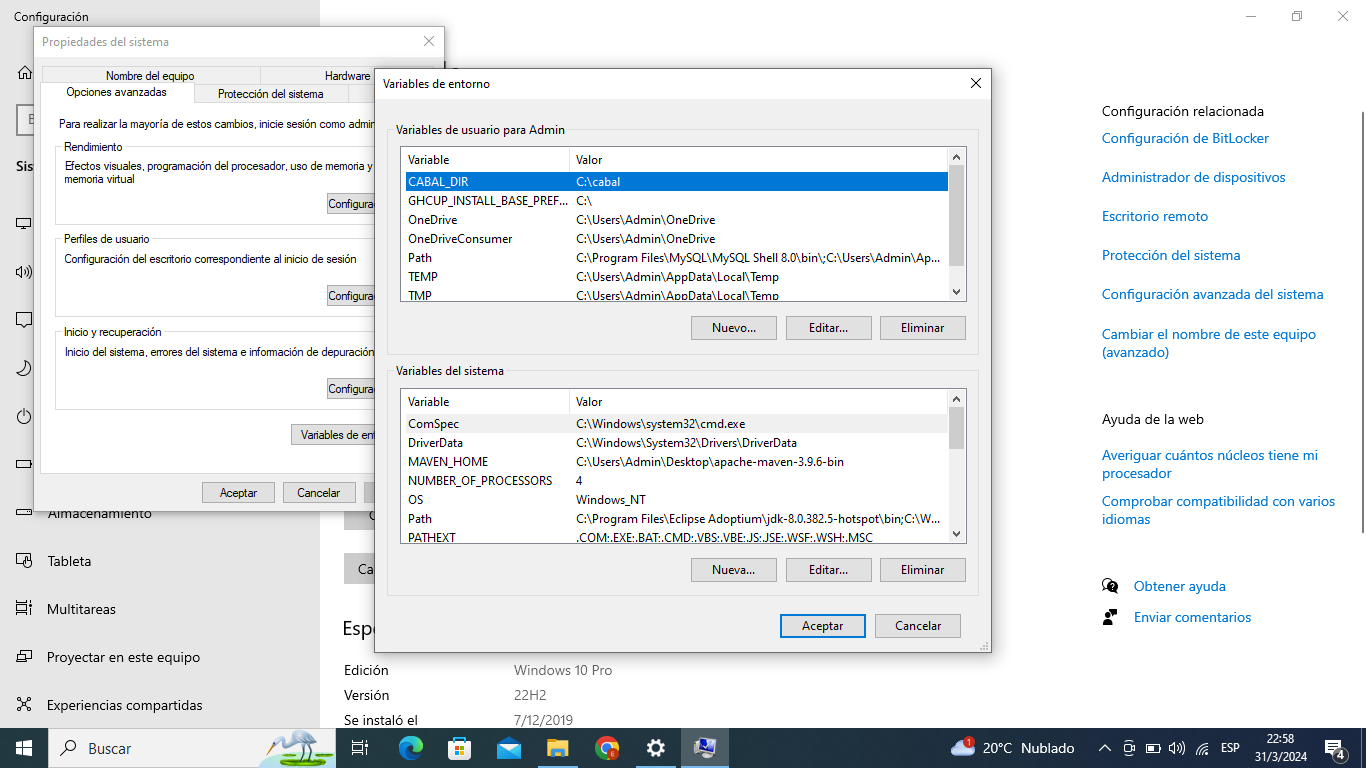 Configuración
Propiedades del sistema
Nombre del equipo
Hardware
Opciones avanzadas
Protección del sistema
Para realizar la mayoría de estos cambios, inicie sesión como
Rendimiento
Efectos visuales, programación del procesador, uso de memoria y
memoria virtual
Perfiles de usuario
Configuración del escritorio correspondiente al inicio de sesión
Inicio y recuperación
Inicio del sistema, errores del sistema e información de depuración
Variables de
Aceptar
Cancelar
Variables de entorno
Variables de usuario para Admin
Variable Valor
CABAL_DIR C:\cabal
GHCUP_INSTALL_BASE_PREF... C:\
OneDrive C:\Users\Admin\OneDrive
OneDriveConsumer C:\Users\Admin\OneDrive
Path C:\Program Files\MySQL\MySQL Shell 8.0\bin\;C:\Users\Admin\Ap...
TEMP C:\Users\Admin\AppData\Local\Temp
TMP C:\Users\Admin\AppData\Local\Temp
Nuevo... Editar... Eliminar
Variables del sistema
Variable Valor
ComSpec C:\Windows\system32\cmd.exe
DriverData C:\Windows\System32\Drivers\DriverData
MAVEN_HOME C:\Users\Admin\Desktop\apache-maven-3.9.6-bin
NUMBER_OF_PROCESSORS 4
OS Windows_NT
Path C:\Program Files\Eclipse Adoptium\jdk-8.0.382.5-hotspot\bin;C:\W...
PATHEXT .COM;.EXE;.BAT;.CMD;.VBS;.VBE;.JS;.JSE;.WSF;.WSH;.MSC
Nueva... Editar... Eliminar
Aceptar Cancelar
Almacenamiento
Tableta
Multitareas
Proyectar en este equipo
Experiencias compartidas
Edición Windows 10 Pro
Versión 22H2
Se instaló el 7/12/2019
Configuración relacionada
Configuración de BitLocker
Administrador de dispositivos
Escritorio remoto
Protección del sistema
Configuración avanzada del sistema
Cambiar el nombre de este equipo
(avanzado)
Ayuda de la web
Averiguar cuántos núcleos tiene mi
procesador
Comprobar compatibilidad con varios
idiomas
Obtener ayuda
Enviar comentarios
Buscar
1
20°C Nublado
ESP
22:58
31/3/2024
4